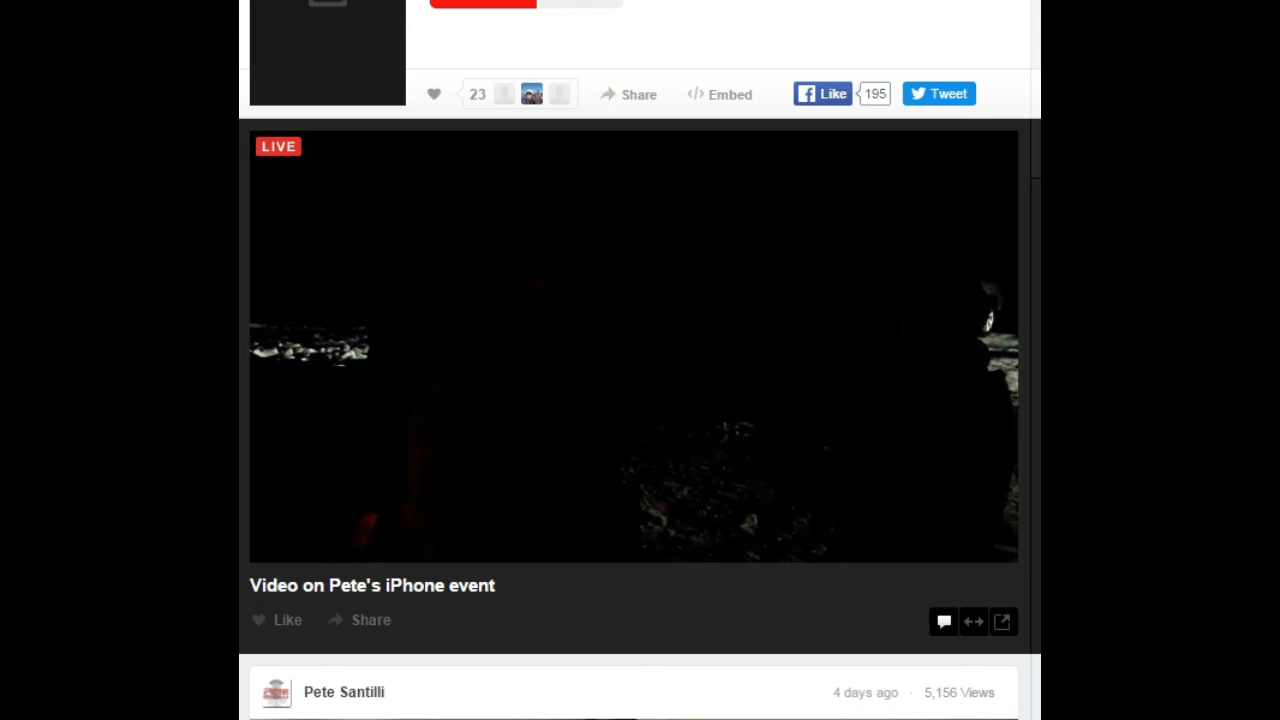 23
Share
Embed
Like
195
Tweet
LIVE
Video on Pete's iPhone event
Like
Share
Pete Santilli
4 days ago · 5,156 Views